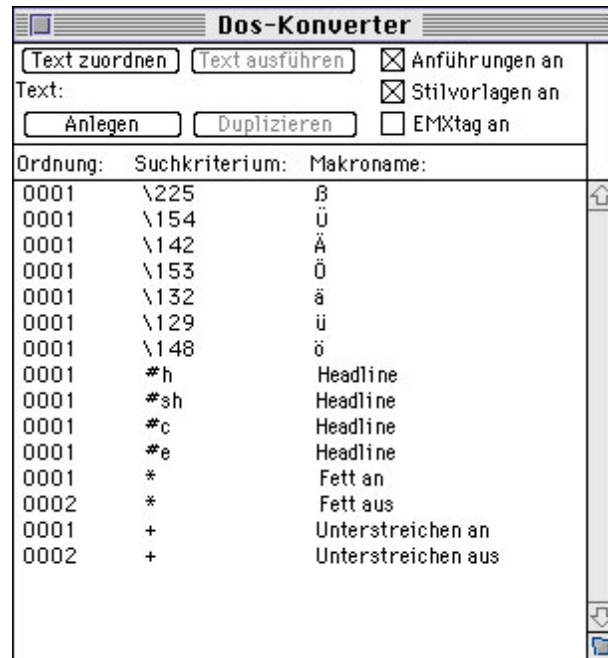 Dos-Konverter
Text zuordnen Text ausführen Anführungen an
Text: Stilvorlagen an
Anlegen Duplizieren EMXtag an
Ordnung: Suchkriterium: Makroname:
0001 \225 ß
0001 \154 Ü
0001 \142 Ä
0001 \153 Ö
0001 \132 ä
0001 \129 ü
0001 \148 ö
0001 #h Headline
0001 #sh Headline
0001 #c Headline
0001 #e Headline
0001 * Fett an
0002 * Fett aus
0001 + Unterstreichen an
0002 + Unterstreichen aus